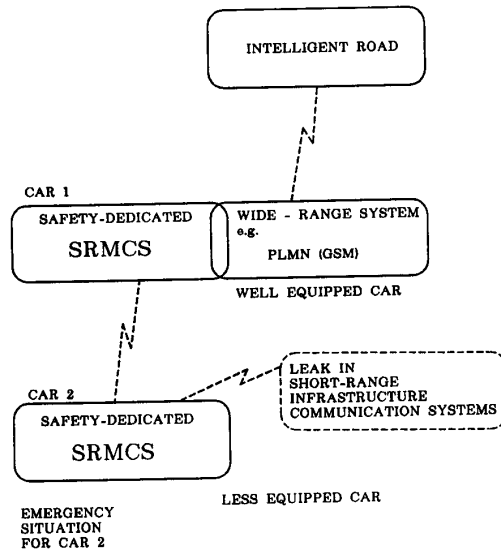 INTELLIGENT ROAD
CAR 1
SAFETY-DEDICATED
SRMCS
WIDE - RANGE SYSTEM
e.g.
PLMN (GSM)
WELL EQUIPPED CAR
CAR 2
SAFETY-DEDICATED
SRMCS
LEAK IN
SHORT-RANGE
INFRASTRUCTURE
COMMUNICATION SYSTEMS
LESS EQUIPPED CAR
EMERGENCY
SITUATION
FOR CAR 2